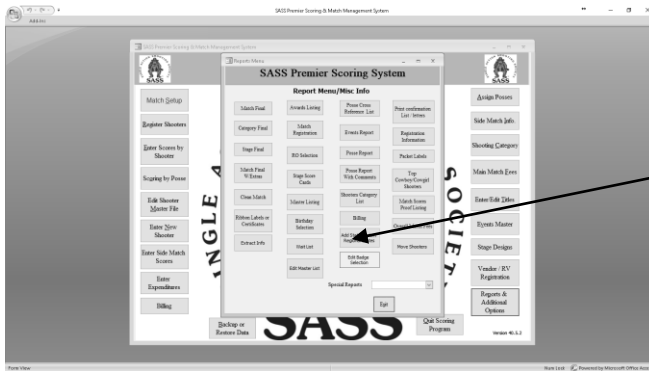 SASS Premier Scoring & Match Management System
Add-Ins
SASS Premier Scoring & Match Management System
Reports Menu
SASS Premier Scoring System
Report Menu/Misc Info
Match Final
Category Final
Stage Final
Match Final
W/Extras
Clean Match
Ribbon Labels or
Certificates
Extract Info
Awards Listing
Match
Registration
RO Selection
Stage Score
Cards
Master Listing
Birthday
Selection
Wait List
Edit Master List
Posse Cross
Reference List
Events Report
Posse Report
Posse Report
With Comments
Shooters Category
List
Billing
Edit Badge
Selection
Print confirmation
List / letters
Registration
Information
Packet Labels
Top
Cowboy/Cowgirl
Shooters
Match Scores
Proof Listing
Move Shooters
Special Reports
Exit
SASS
SASS
Match Setup
Register Shooters
Enter Scores by
Shooter
Scoring by Posse
Edit Shooter
Master File
Enter New
Shooter
Enter Side Match
Scores
Enter
Expenditures
Billing
Assign Posses
Side Match Info
Shooting Category
Main Match Fees
Enter/Edit Titles
Events Master
Stage Designs
Vendor / RV
Registration
Reports &
Additional
Options
INGLE A
SOCIET
SASS
Backup or
Restore Data
Quit Scoring
Program
Version 46.5.3
Form View
Num Lock
Powered by Microsoft Office Access